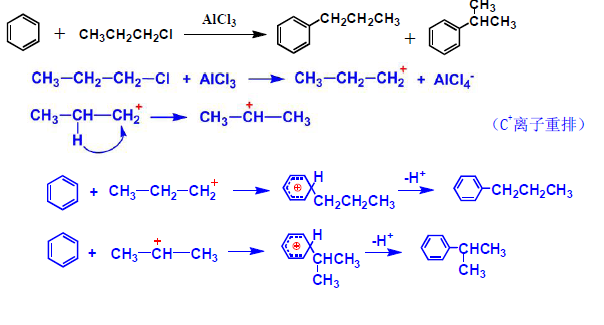 AlCl3
+ CH3CH2CH2Cl CH2CH2CH3 + CH3
CHCH3
CH3-CH2-CH2-Cl + AlCl3 CH3-CH2-CH2+ + AlCl4-
CH3-CH-CH2+ CH3-CH+-CH3
H
(C+离子重排)
+ CH3-CH2-CH2+ H -H+
CH2CH2CH3 CH2CH2CH3
+ CH3-CH+-CH3 H -H+
CHCH3 CHCH3
CH3 CH3